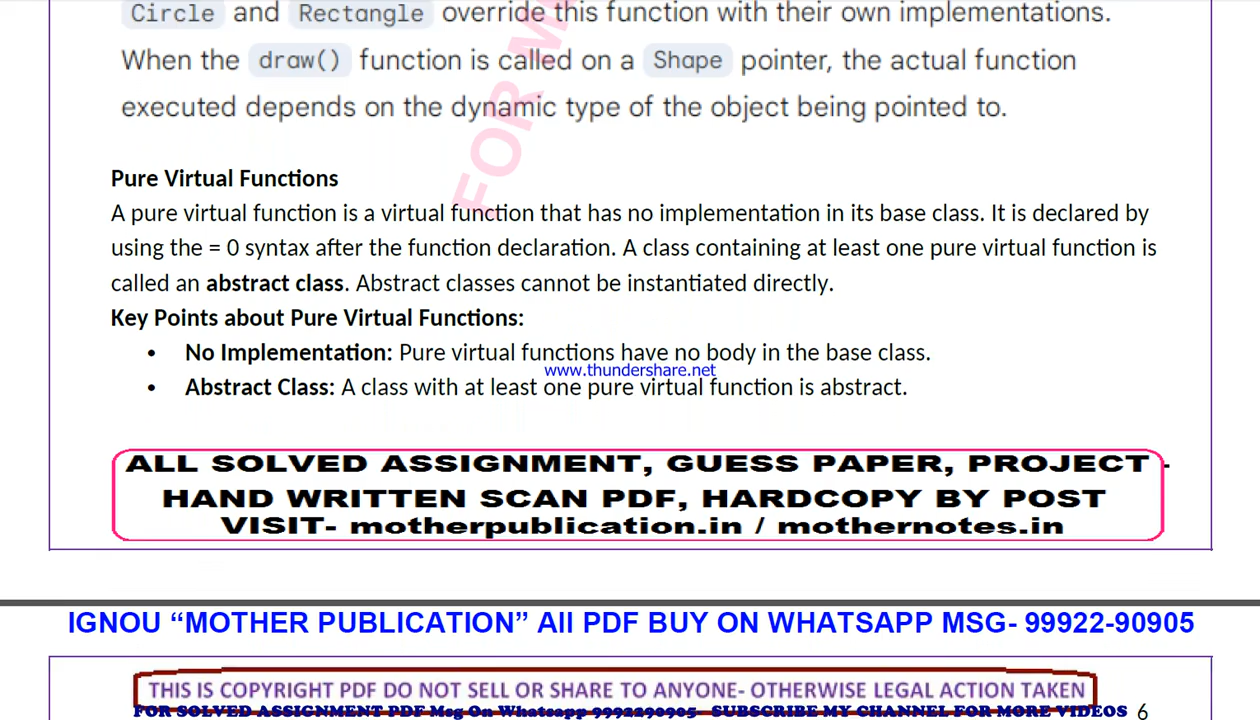 Circle and Rectangle override this function with their own implementations.
When the draw() function is called on a Shape pointer, the actual function
executed depends on the dynamic type of the object being pointed to.
FOR
Pure Virtual Functions
A pure virtual function is a virtual function that has no implementation in its base class. It is declared by
using the = 0 syntax after the function declaration. A class containing at least one pure virtual function is
called an abstract class. Abstract classes cannot be instantiated directly.
Key Points about Pure Virtual Functions:
• No Implementation: Pure virtual functions have no body in the base class.
www.thundershare.net
• Abstract Class: A class with at least one pure virtual function is abstract.
ALL SOLVED ASSIGNMENT, GUESS PAPER, PROJECT -
HAND WRITTEN SCAN PDF, HARDCOPY BY POST
VISIT- motherpublication.in / mothernotes.in
IGNOU “MOTHER PUBLICATION” All PDF BUY ON WHATSAPP MSG- 99922-90905
THIS IS COPYRIGHT PDF DO NOT SELL OR SHARE TO ANYONE- OTHERWISE LEGAL ACTION TAKEN
FOR SOLVED ASSIGNMENT PDF Msg On Whatsapp 9992290905- SUBSCRIBE MY CHANNEL FOR MORE VIDEOS 6